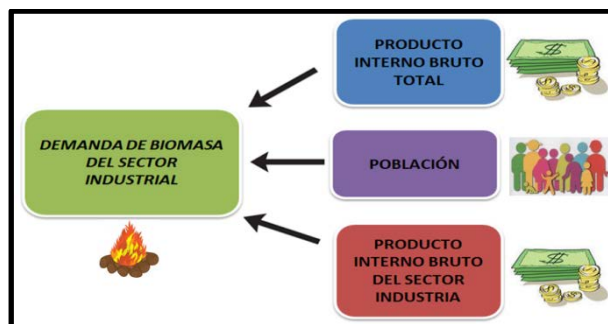 PRODUCTO
INTERNO BRUTO
TOTAL
DEMANDA DE BIOMASA
DEL SECTOR
INDUSTRIAL
POBLACIÓN
PRODUCTO
INTERNO BRUTO
DEL SECTOR
INDUSTRIA